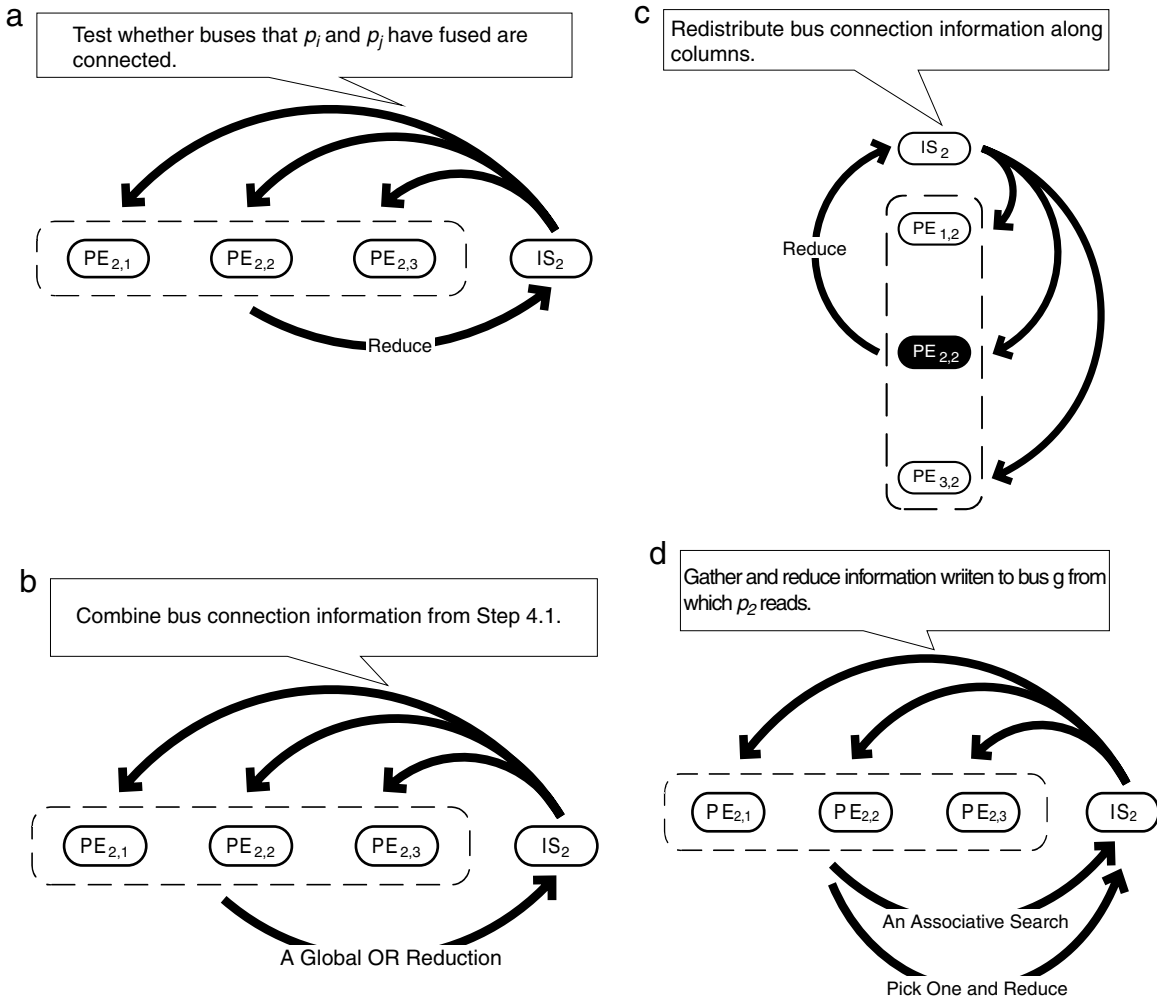 a
Test whether buses that pi and pj have fused are
connected.
PE2,1
PE2,2
PE2,3
IS2
Reduce
b
Combine bus connection information from Step 4.1.
PE2,1
PE2,2
PE2,3
IS2
A Global OR Reduction
c
Redistribute bus connection information along
columns.
IS2
PE1,2
Reduce
PE2,2
PE3,2
d
Gather and reduce information wriiten to bus g from
which p2 reads.
PE2,1
PE2,2
PE2,3
IS2
An Associative Search
Pick One and Reduce